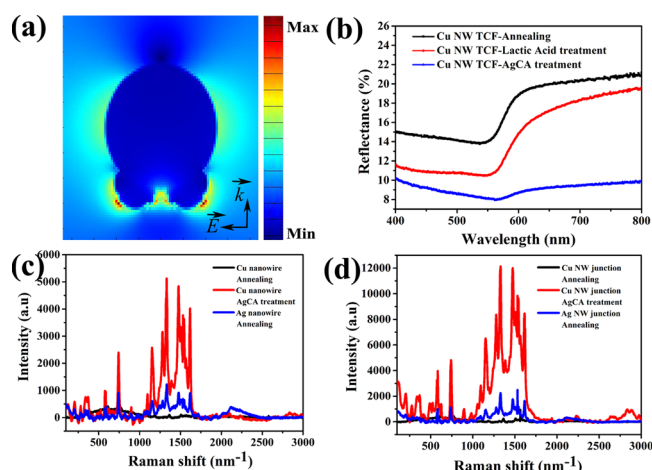 (a)
Max
Min
k
E
(b)
Cu NW TCF-Annealing
Cu NW TCF-Lactic Acid treatment
Cu NW TCF-AgCA treatment
Reflectance (%)
26
24
22
20
18
16
14
12
10
8
400
500
600
700
800
Wavelength (nm)
(c)
Cu nanowire
Annealing
Cu nanowire
AgCA treatment
Ag nanowire
Annealing
Intensity (a.u)
6000
5000
4000
3000
2000
1000
0
500
1000
1500
2000
2500
3000
Raman shift (nm-1)
(d)
Cu NW junction
Annealing
Cu NW junction
AgCA treatment
Ag NW junction
Annealing
Intensity (a.u)
12000
10000
8000
6000
4000
2000
0
500
1000
1500
2000
2500
3000
Raman shift (nm-1)